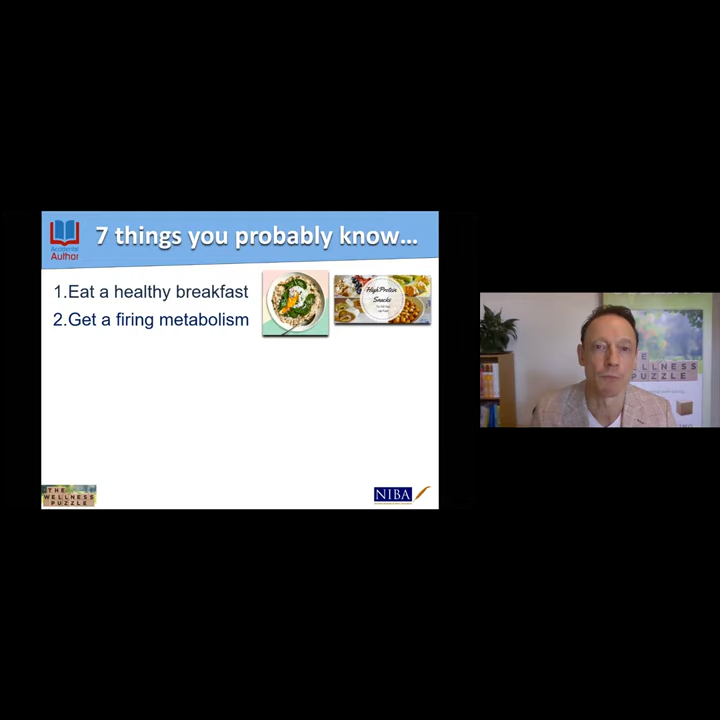 Accidental
Author
7 things you probably know...
1.Eat a healthy breakfast
2.Get a firing metabolism
High Protein
Snacks
THE
WELLNESS
PUZZLE
NIBA
THE
WELLNESS
PUZZLE